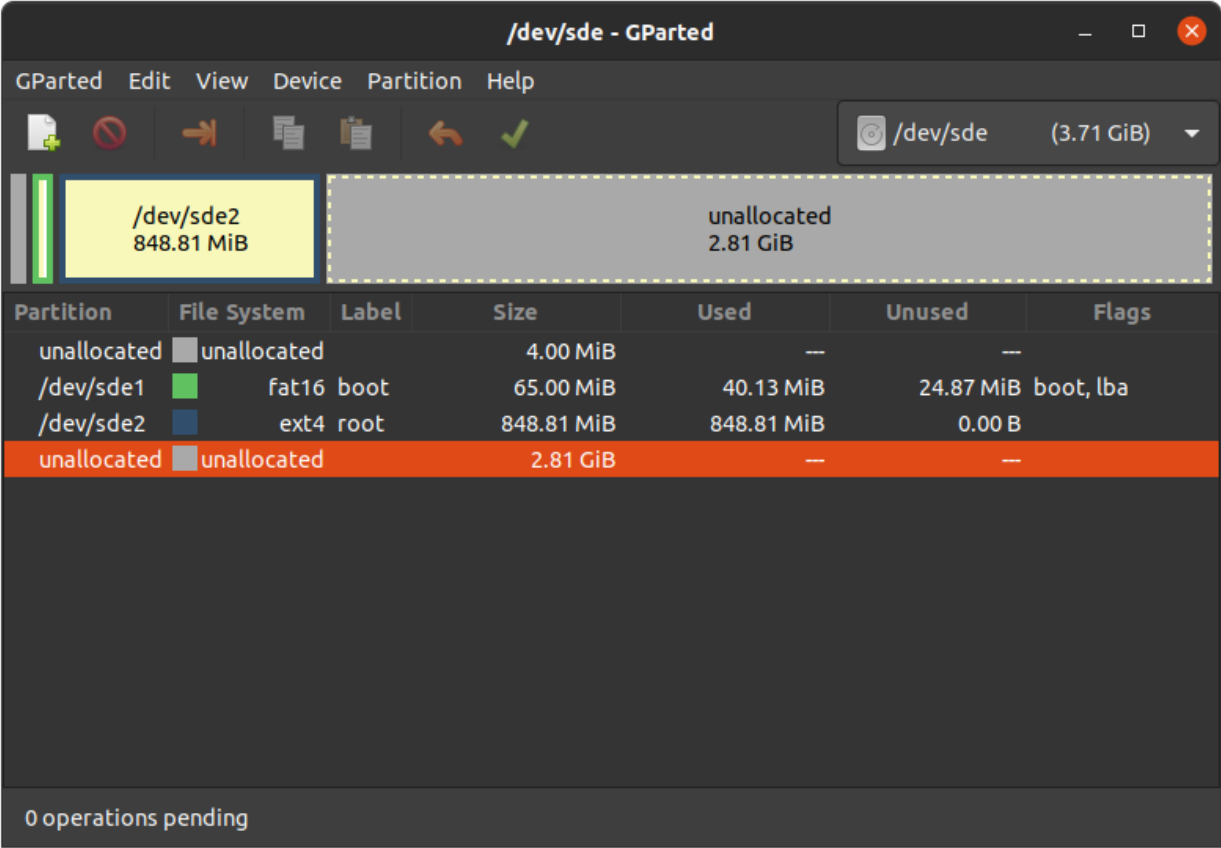 /dev/sde - GParted
GParted Edit View Device Partition Help
/dev/sde (3.71 GiB)
/dev/sde2
848.81 MiB
unallocated
2.81 GiB
Partition File System Label Size Used Unused Flags
unallocated unallocated 4.00 MiB --- ---
/dev/sde1 fat16 boot 65.00 MiB 40.13 MiB 24.87 MiB boot, lba
/dev/sde2 ext4 root 848.81 MiB 848.81 MiB 0.00 B
unallocated unallocated 2.81 GiB --- ---
0 operations pending